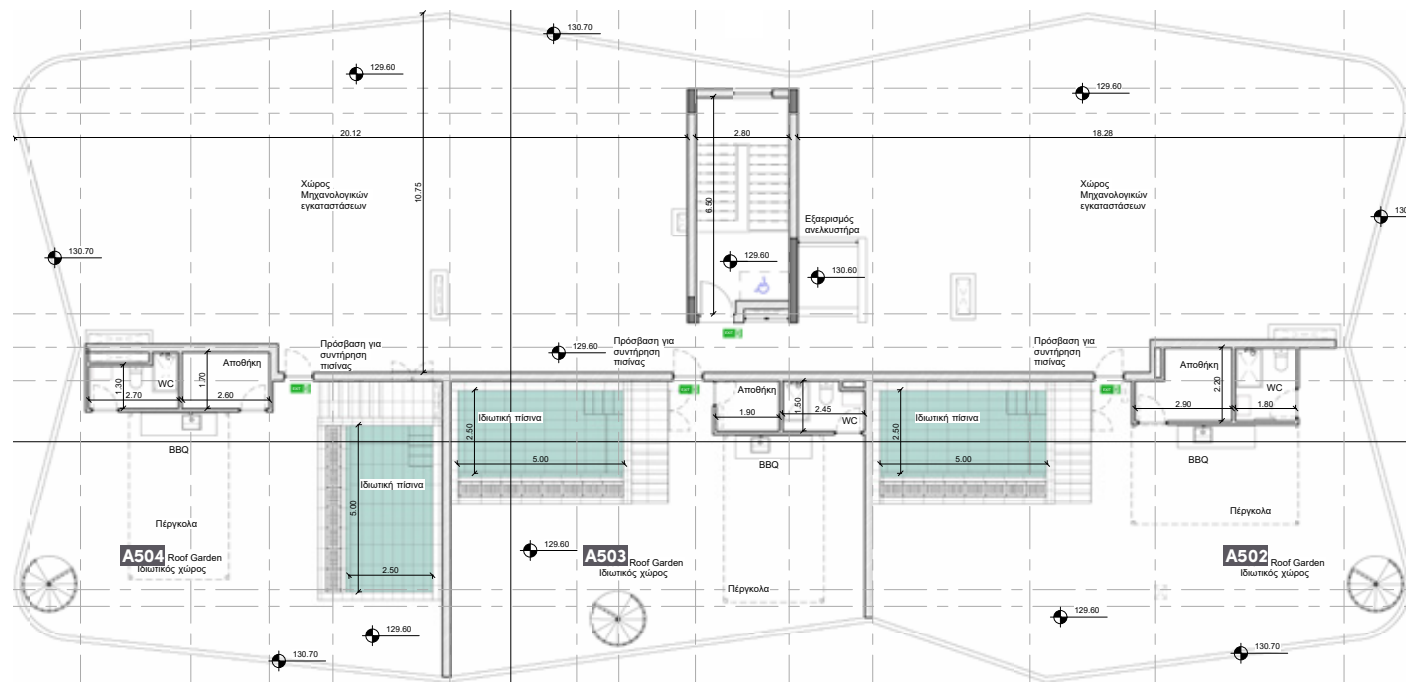 130.70
129.60
129.60
20.12
2.80
18.28
10.75
6.50
Χώρος
Μηχανολογικών
εγκαταστάσεων
Χώρος
Μηχανολογικών
εγκαταστάσεων
Εξαερισμός
ανελκυστήρα
130.70
129.60
130.60
Πρόσβαση για
συντήρηση
πισίνας
129.60
Πρόσβαση για
συντήρηση
πισίνας
Πρόσβαση για
συντήρηση
πισίνας
Αποθήκη
WC
1.30
1.70
2.70
2.60
Αποθήκη
1.90
1.50
2.45
WC
Αποθήκη
2.20
WC
2.90
1.80
Ιδιωτική πίσινα
2.50
5.00
Ιδιωτική πίσινα
2.50
5.00
BBQ
BBQ
BBQ
Ιδιωτική πίσινα
5.00
2.50
Πέργκολα
Πέργκολα
Πέργκολα
A504 Roof Garden
Ιδιωτικός χώρος
129.60
A503 Roof Garden
Ιδιωτικός χώρος
A502 Roof Garden
Ιδιωτικός χώρος
129.60
129.60
130.70
130.70